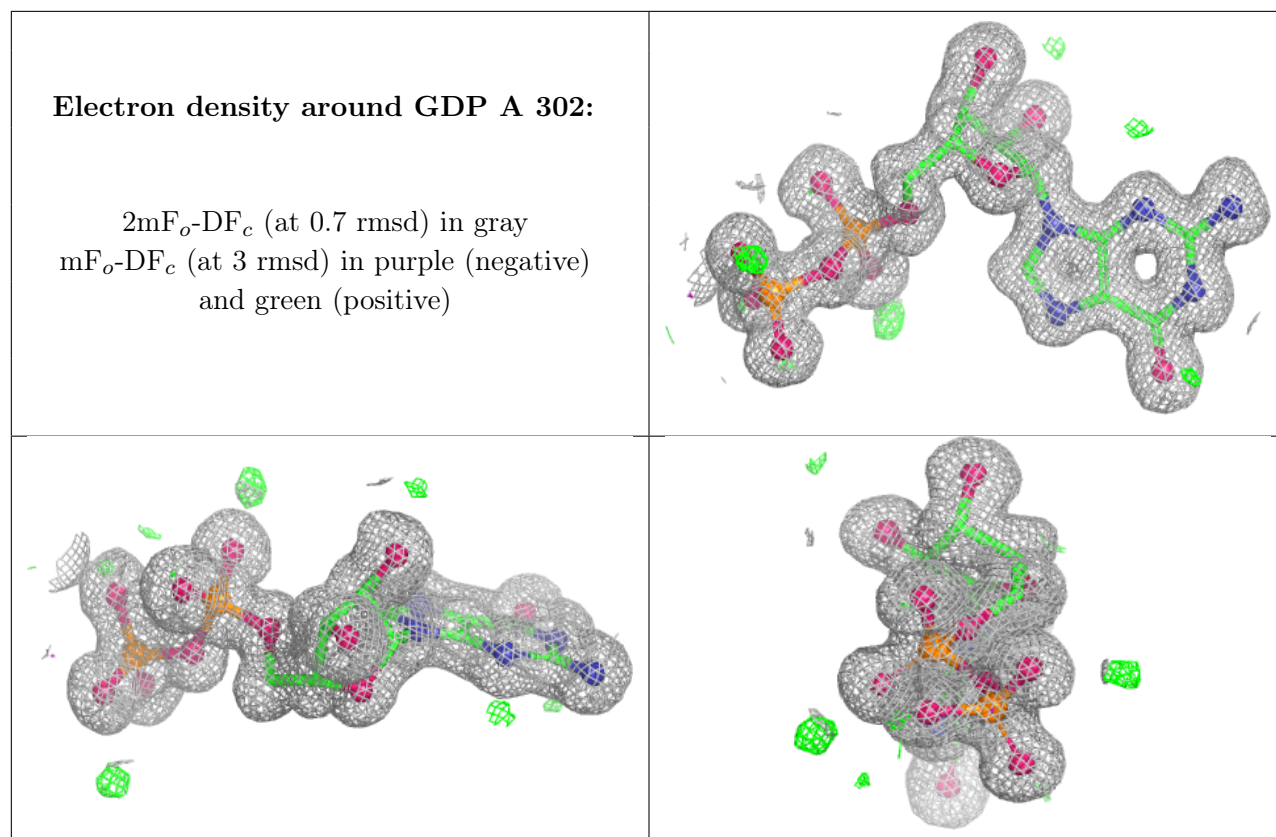 Electron density around GDP A 302:
2mFₒ-DF𝒸 (at 0.7 rmsd) in gray
mFₒ-DF𝒸 (at 3 rmsd) in purple (negative)
and green (positive)